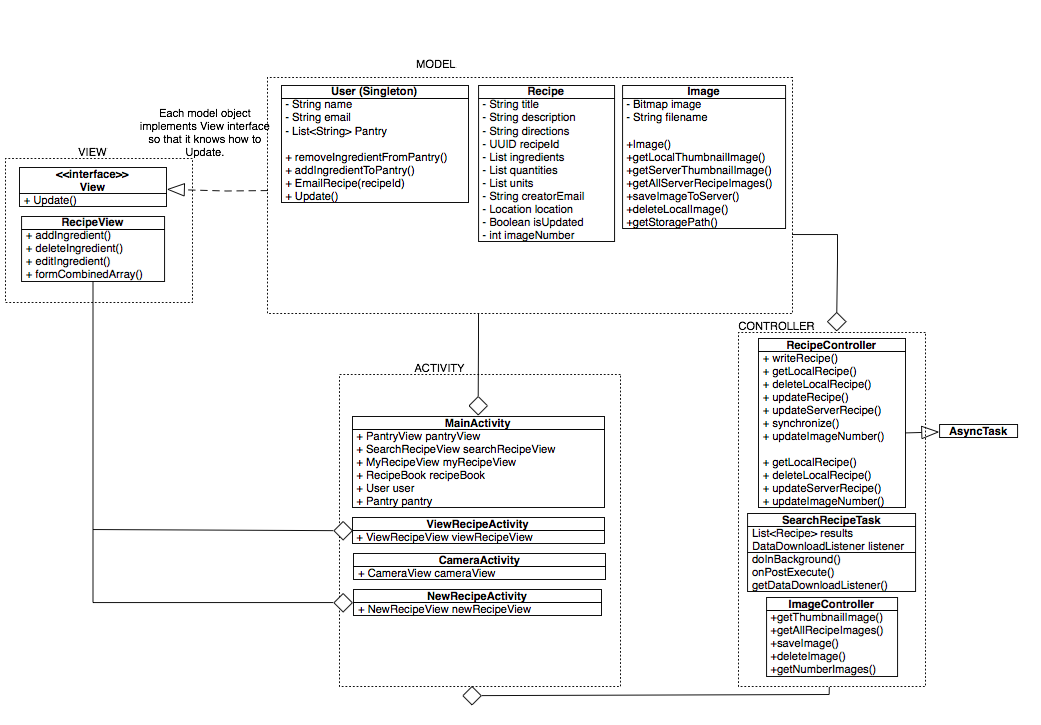 MODEL
User (Singleton)
- String name
- String email
- List<String> Pantry
+ removeIngredientFromPantry()
+ addIngredientToPantry()
+ EmailRecipe(recipeId)
+ Update()
Recipe
- String title
- String description
- String directions
- UUID recipeId
- List ingredients
- List quantities
- List units
- String creatorEmail
- Location location
- Boolean isUpdated
- int imageNumber
Image
- Bitmap image
- String filename
+Image()
+getLocalThumbnailImage()
+getServerThumbnailImage()
+getAllServerRecipeImages()
+saveImageToServer()
+deleteLocalImage()
+getStoragePath()
Each model object
implements View interface
so that it knows how to
Update.
VIEW
<<interface>>
View
+ Update()
RecipeView
+ addIngredient()
+ deleteIngredient()
+ editIngredient()
+ formCombinedArray()
ACTIVITY
MainActivity
+ PantryView pantryView
+ SearchRecipeView searchRecipeView
+ MyRecipeView myRecipeView
+ RecipeBook recipeBook
+ User user
+ Pantry pantry
ViewRecipeActivity
+ ViewRecipeView viewRecipeView
CameraActivity
+ CameraView cameraView
NewRecipeActivity
+ NewRecipeView newRecipeView
CONTROLLER
RecipeController
+ writeRecipe()
+ getLocalRecipe()
+ deleteLocalRecipe()
+ updateRecipe()
+ updateServerRecipe()
+ synchronize()
+ updateImageNumber()
+ getLocalRecipe()
+ deleteLocalRecipe()
+ updateServerRecipe()
+ updateImageNumber()
AsyncTask
SearchRecipeTask
List<Recipe> results
DataDownloadListener listener
doInBackground()
onPostExecute()
getDataDownloadListener()
ImageController
+getThumbnailImage()
+getAllRecipeImages()
+saveImage()
+deleteImage()
+getNumberImages()